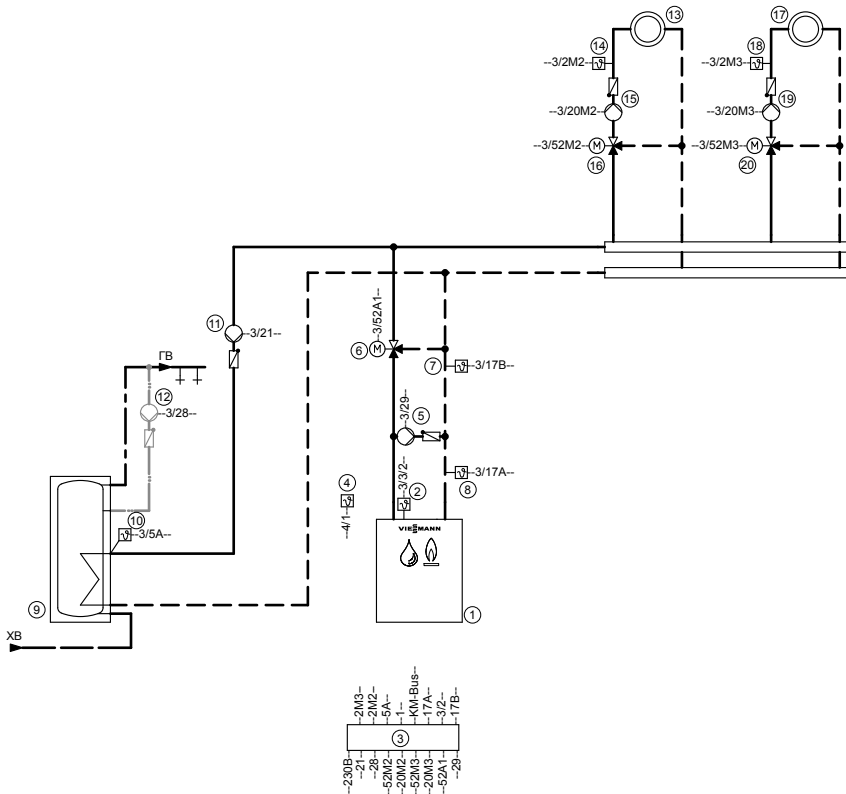 13
17
14
--3/2M2--
18
--3/2M3--
15
--3/20M2--
19
--3/20M3--
--3/52M2--
M
16
--3/52M3--
M
20
--3/52A1--
11
--3/21--
6
M
ГВ
7
--3/17B--
12
--3/28--
--3/29--
5
--3/3/2--
--3/17A--
8
4
2
--4/1--
10
--3/5A--
VIESMANN
9
1
ХВ
--2M3--
--2M2--
--5A--
--1--
--KM-Bus--
--17A--
--3/2--
--17B--
3
--230B--
--21--
--28--
--52M2--
--20M2--
--52M3--
--20M3--
--52A1--
--29--